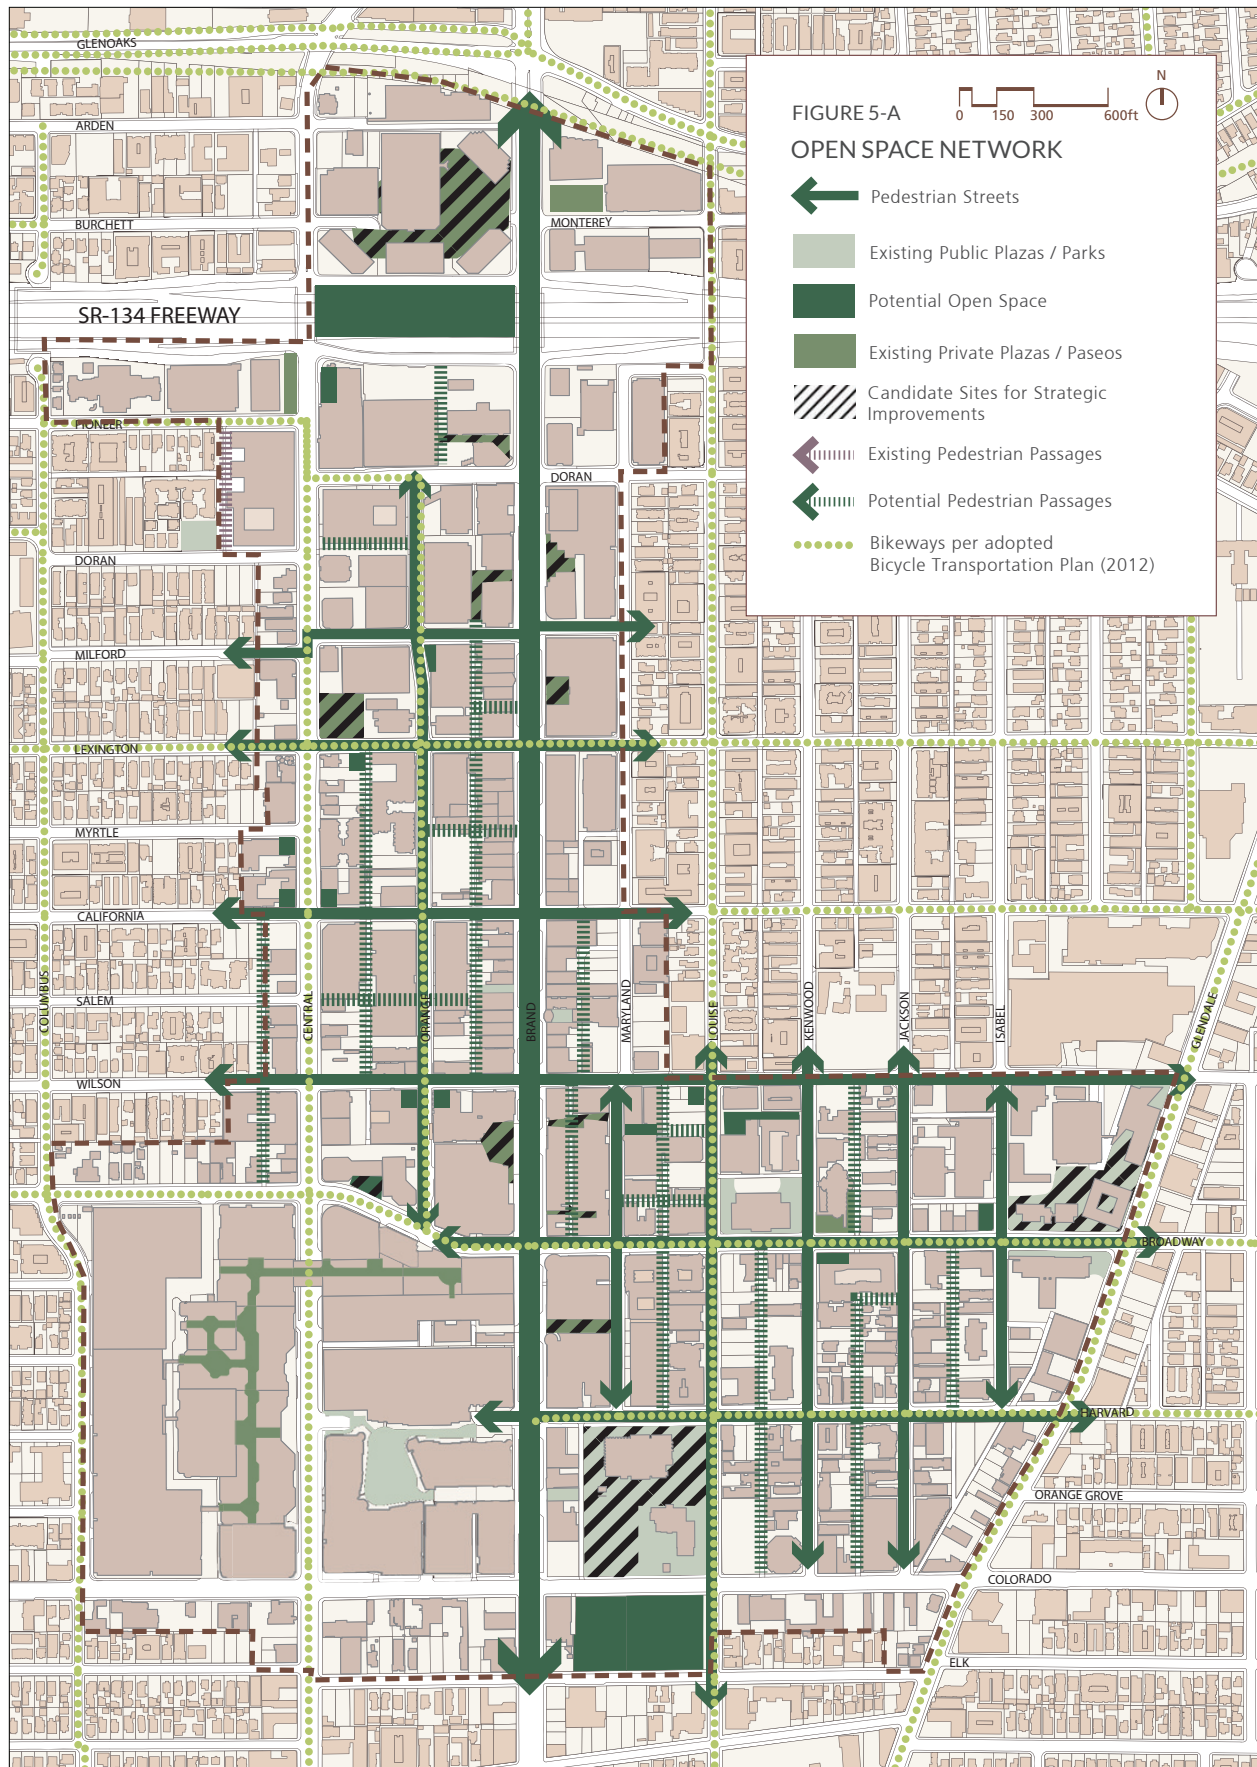 GLENOAKS
N
FIGURE 5-A
0 150 300 600ft
ARDEN
OPEN SPACE NETWORK
Pedestrian Streets
BURCHETT
MONTEREY
Existing Public Plazas / Parks
Potential Open Space
SR-134 FREEWAY
Existing Private Plazas / Paseos
Candidate Sites for Strategic
Improvements
PIONEER
Existing Pedestrian Passages
DORAN
Potential Pedestrian Passages
Bikeways per adopted
Bicycle Transportation Plan (2012)
DORAN
MILFORD
LEXINGTON
MYRTLE
CALIFORNIA
COLUMBUS
SALEM
CENTRAL
ORANGE
BRAND
MARYLAND
LOUISE
KENWOOD
JACKSON
ISABEL
GLENDALE
WILSON
BROADWAY
HARVARD
ORANGE GROVE
COLORADO
ELK